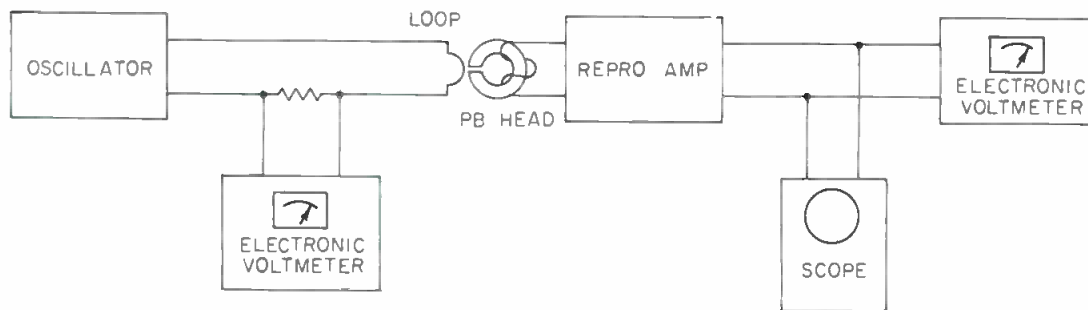 LOOP
OSCILLATOR
REPRO AMP
ELECTRONIC
VOLTMETER
PB HEAD
ELECTRONIC
VOLTMETER
SCOPE